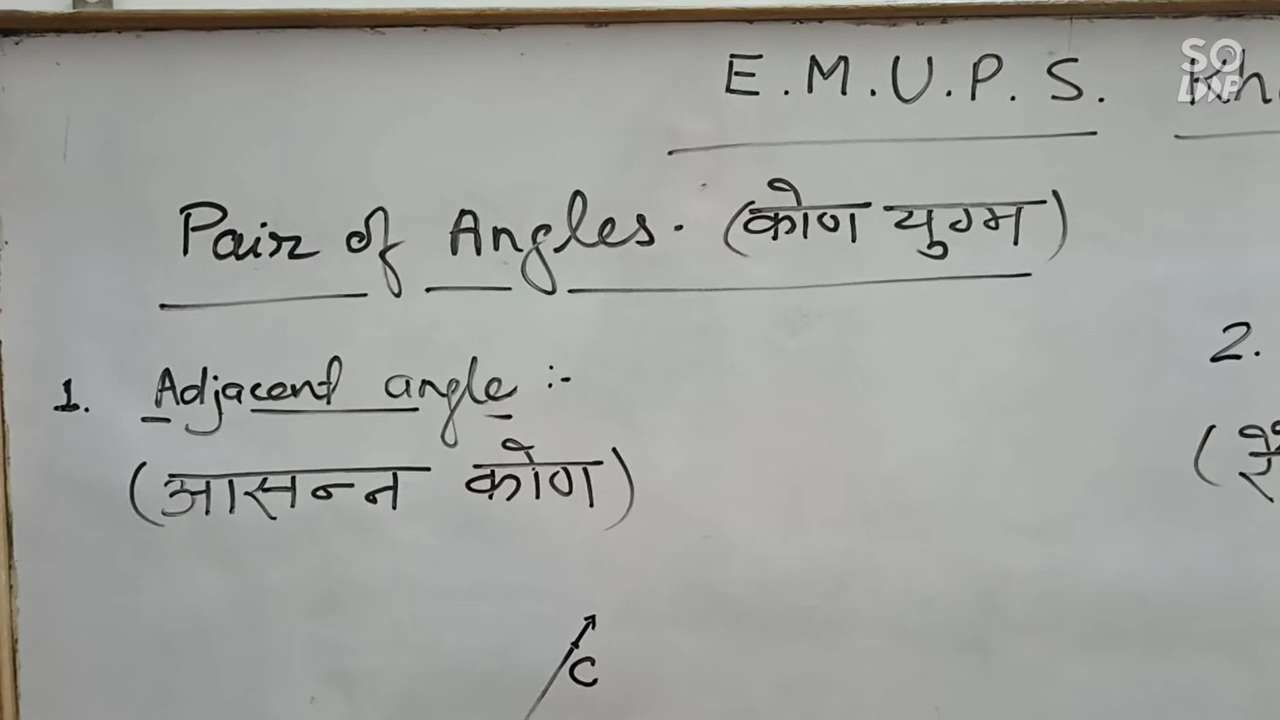 E.M.U.P.S.
Pair of Angles. (कोण युग्म)
1. Adjacent angle :-
(आसन्न कोण)
2.
C